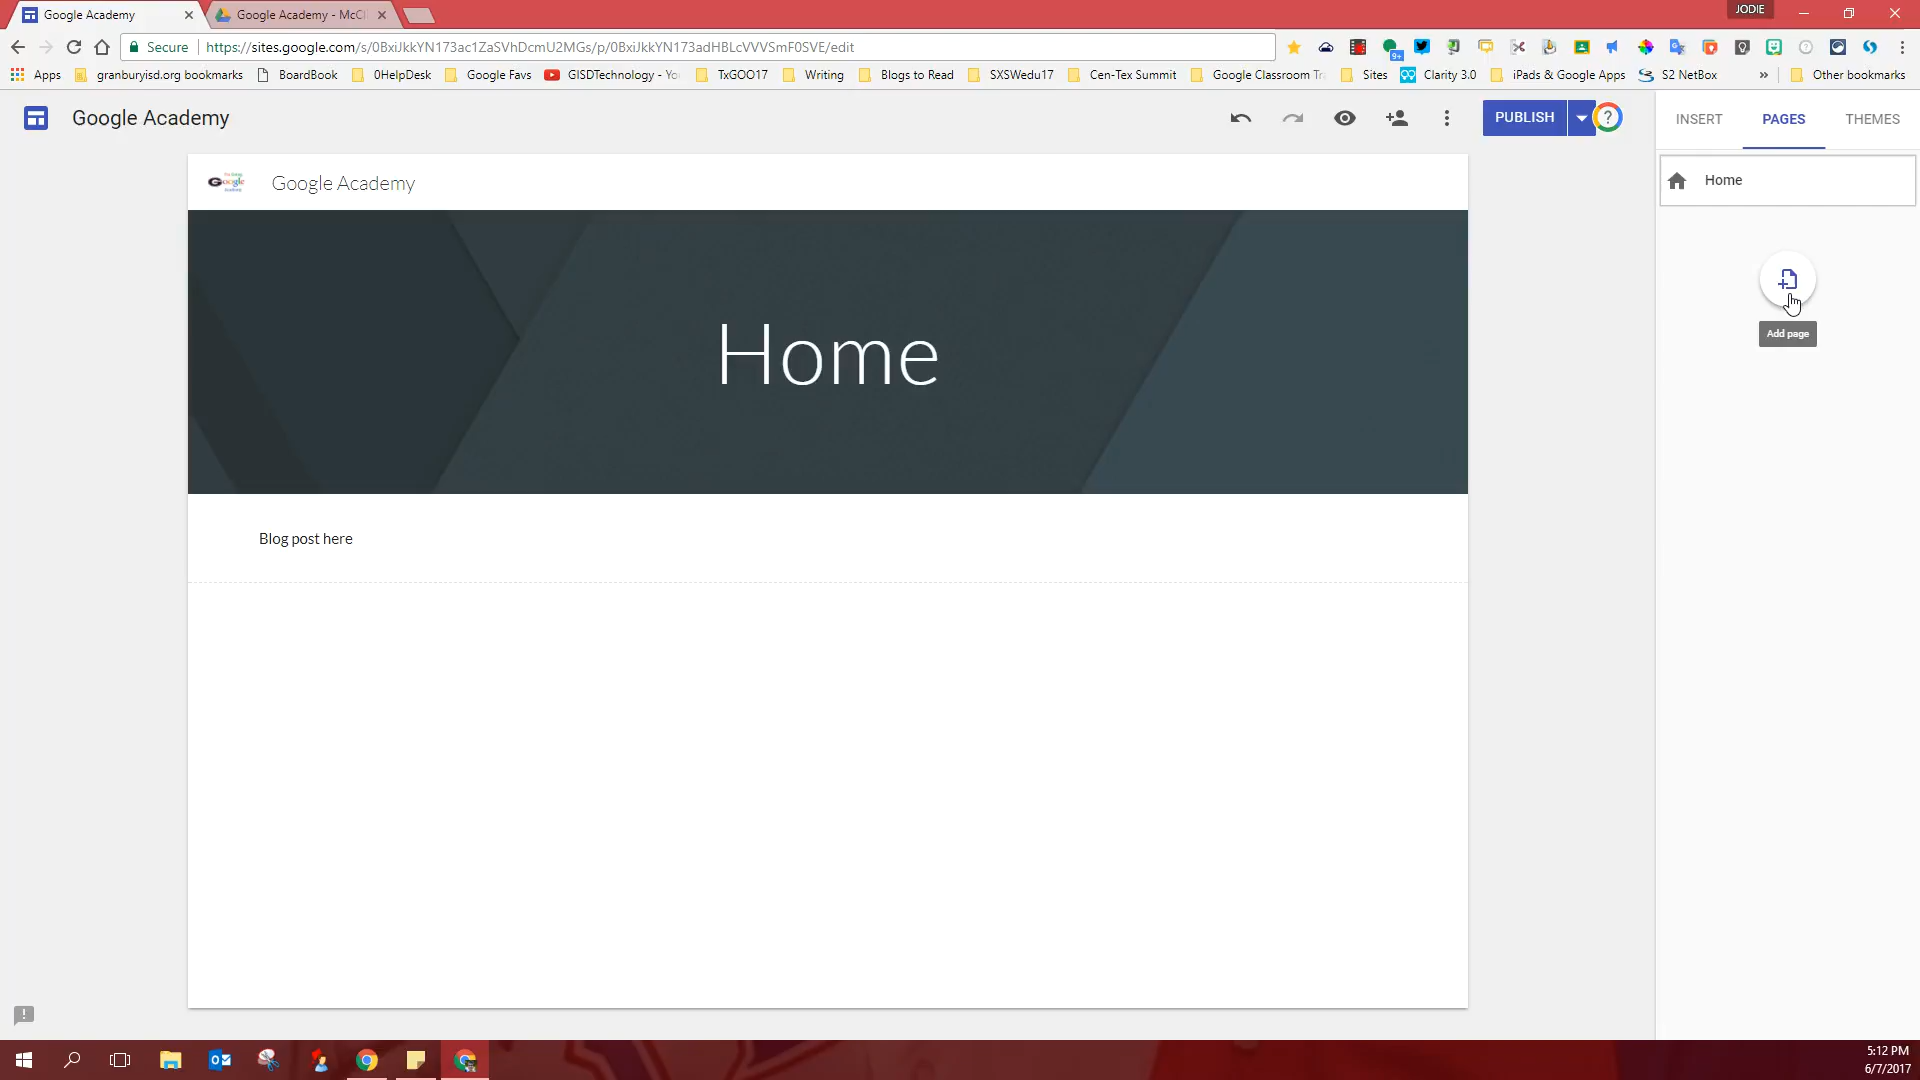 Google Academy
Google Academy - McCl
JODIE
Secure
https://sites.google.com/s/0BxiJkkYN173ac1ZaSVhDcmU2MGs/p/0BxiJkkYN173adHBLcVVVSmF0SVE/edit
9+
Apps
granburyisd.org bookmarks
BoardBook
0HelpDesk
Google Favs
GISDTechnology - Yo
TxGOO17
Writing
Blogs to Read
SXSWedu17
Cen-Tex Summit
Google Classroom Tr
Sites
Clarity 3.0
iPads & Google Apps
S2 NetBox
»
Other bookmarks
Google Academy
PUBLISH
?
INSERT
PAGES
THEMES
Google
Google Academy
Home
Add page
Home
Blog post here
5:12 PM
6/7/2017